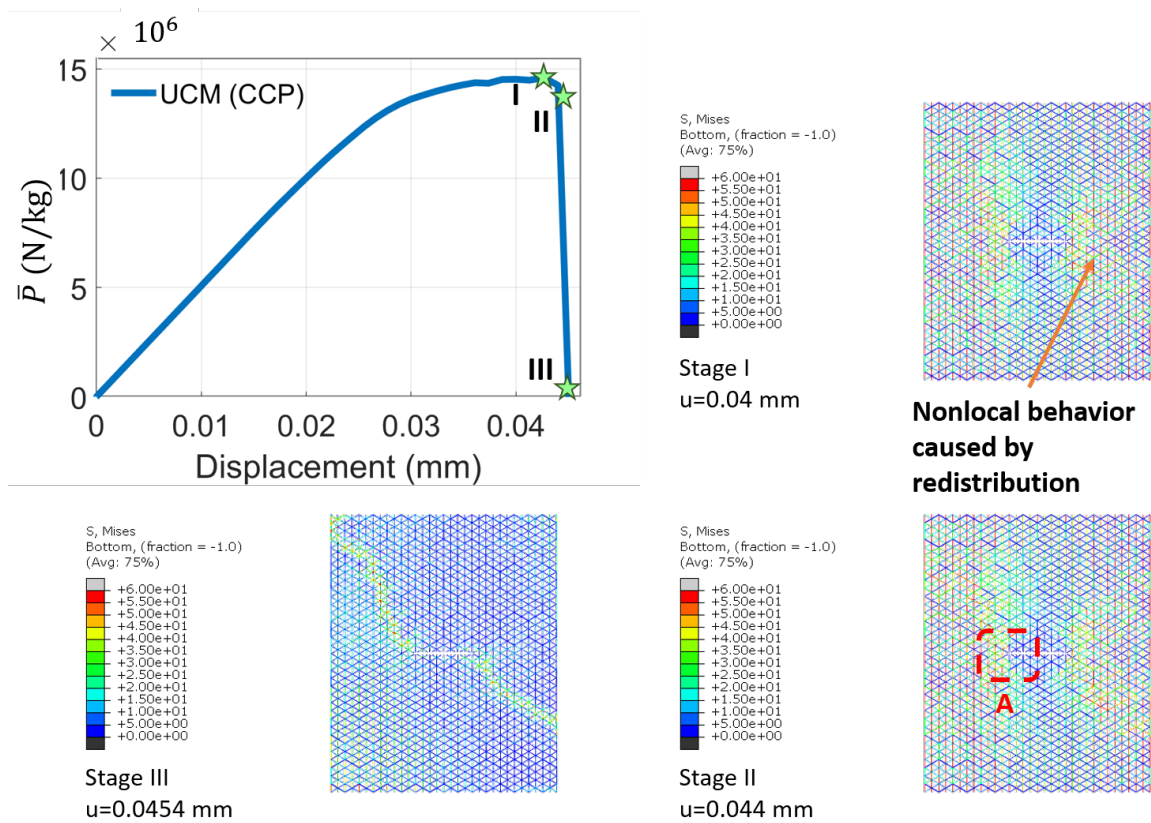 × 10⁶
15
UCM (CCP)
I
II
10
P̄ (N/kg)
5
III
0
0 0.01 0.02 0.03 0.04
Displacement (mm)
S, Mises
Bottom, (fraction = -1.0)
(Avg: 75%)
+6.00e+01
+5.50e+01
+5.00e+01
+4.50e+01
+4.00e+01
+3.50e+01
+3.00e+01
+2.50e+01
+2.00e+01
+1.50e+01
+1.00e+01
+5.00e+00
+0.00e+00
Stage I
u=0.04 mm
Nonlocal behavior
caused by
redistribution
S, Mises
Bottom, (fraction = -1.0)
(Avg: 75%)
+6.00e+01
+5.50e+01
+5.00e+01
+4.50e+01
+4.00e+01
+3.50e+01
+3.00e+01
+2.50e+01
+2.00e+01
+1.50e+01
+1.00e+01
+5.00e+00
+0.00e+00
Stage III
u=0.0454 mm
S, Mises
Bottom, (fraction = -1.0)
(Avg: 75%)
+6.00e+01
+5.50e+01
+5.00e+01
+4.50e+01
+4.00e+01
+3.50e+01
+3.00e+01
+2.50e+01
+2.00e+01
+1.50e+01
+1.00e+01
+5.00e+00
+0.00e+00
A
Stage II
u=0.044 mm